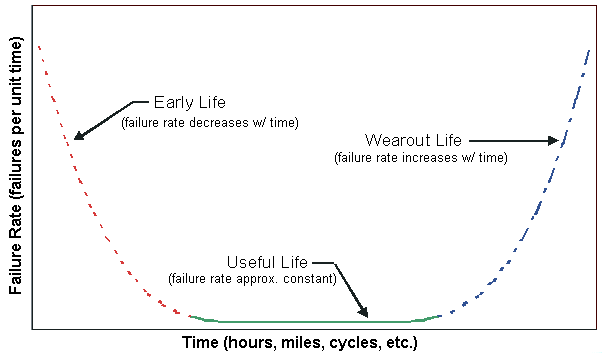 Failure Rate (failures per unit time)
Early Life
(failure rate decreases w/ time)
Wearout Life
(failure rate increases w/ time)
Useful Life
(failure rate approx. constant)
Time (hours, miles, cycles, etc.)